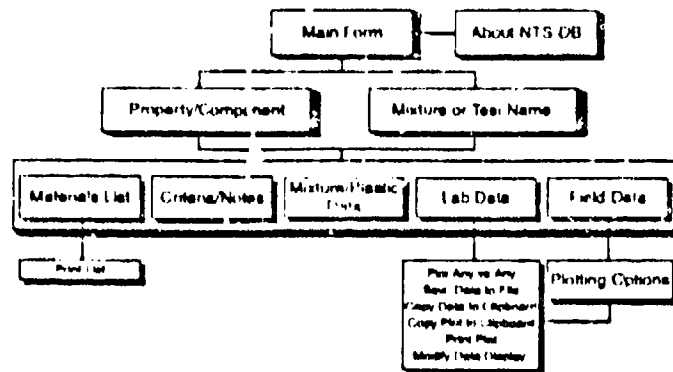 Main Form
About NTS-DB
Property/Component
Mixture or Test Name
Materials List
Criteria/Notes
Mixture/Plastic
Data
Lab Data
Field Data
Print List
Plot Any vs Any
Save Data to File
Copy Data to Clipboard
Copy Plot to Clipboard
Print Plot
Modify Data Display
Plotting Options